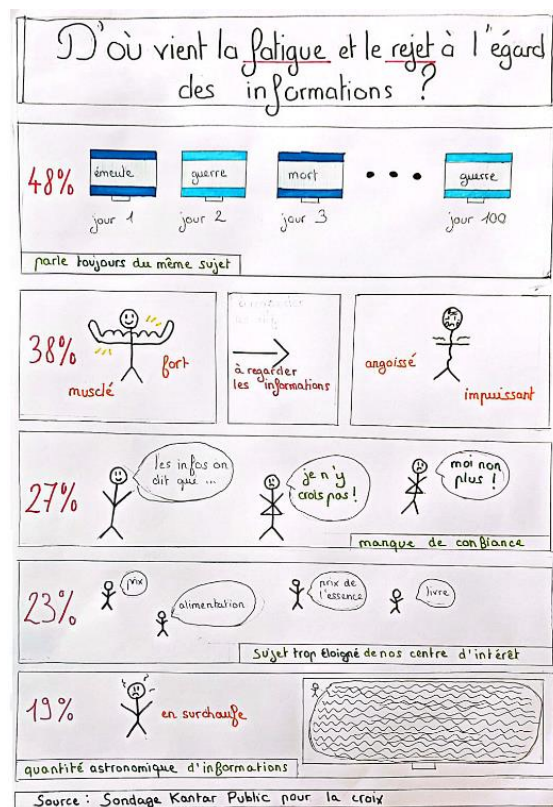 D'où vient la fatigue et le rejet à l'égard
des informations ?
48%
émeule
guerre
mort
• • •
guerre
jour 1
jour 2
jour 3
jour 100
parle toujours du même sujet
38%
fort
musclé
à regarder
les informations
angoissé
impuissant
27%
les infos on
dit que ...
je n'y
crois pas !
moi non
plus !
manque de confiance
23%
prix
alimentation
prix de
l'essence
livre
sujet trop éloigné de nos centre d'intérêt
19%
en surchauffe
quantité astronomique d'informations
Source : Sondage Kantar Public pour la croix